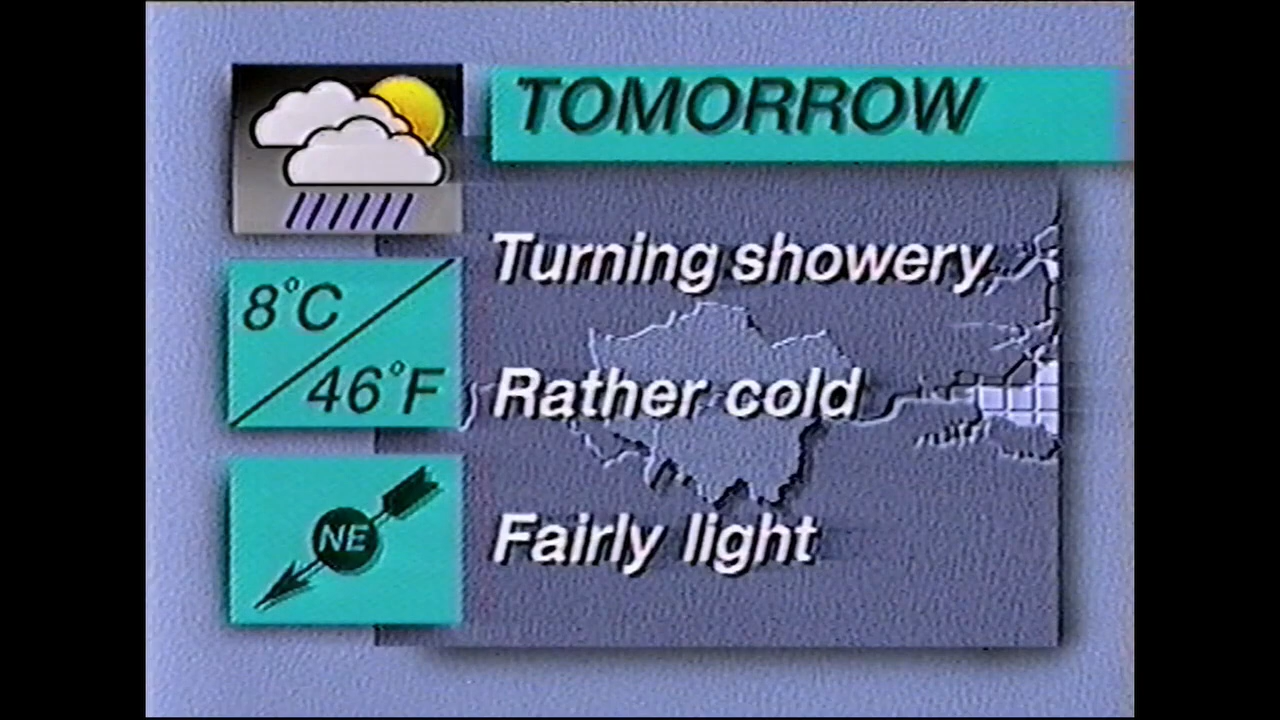 TOMORROW
Turning showery
8°C
46°F
Rather cold
NE
Fairly light